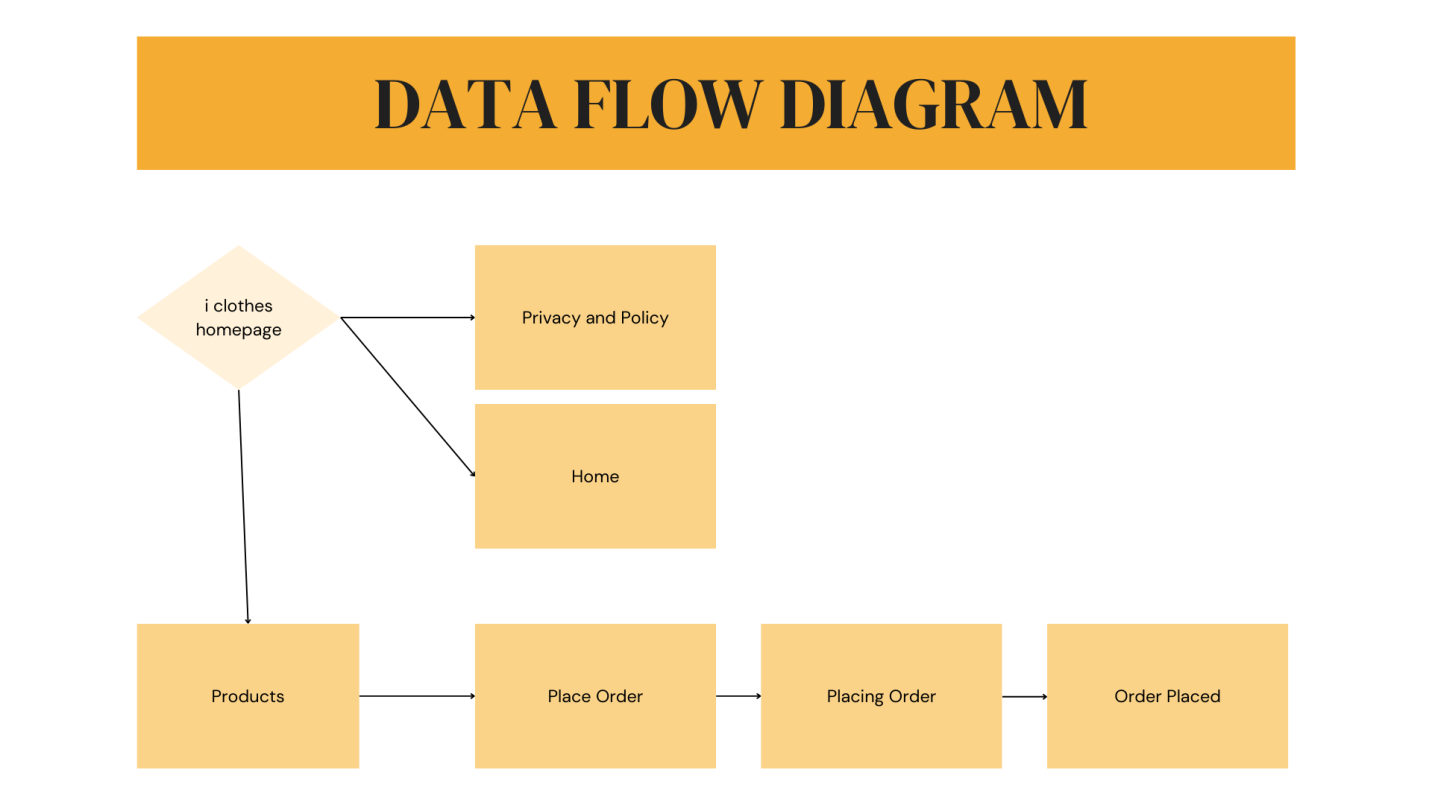 DATA FLOW DIAGRAM
i clothes
homepage
Privacy and Policy
Home
Products
Place Order
Placing Order
Order Placed